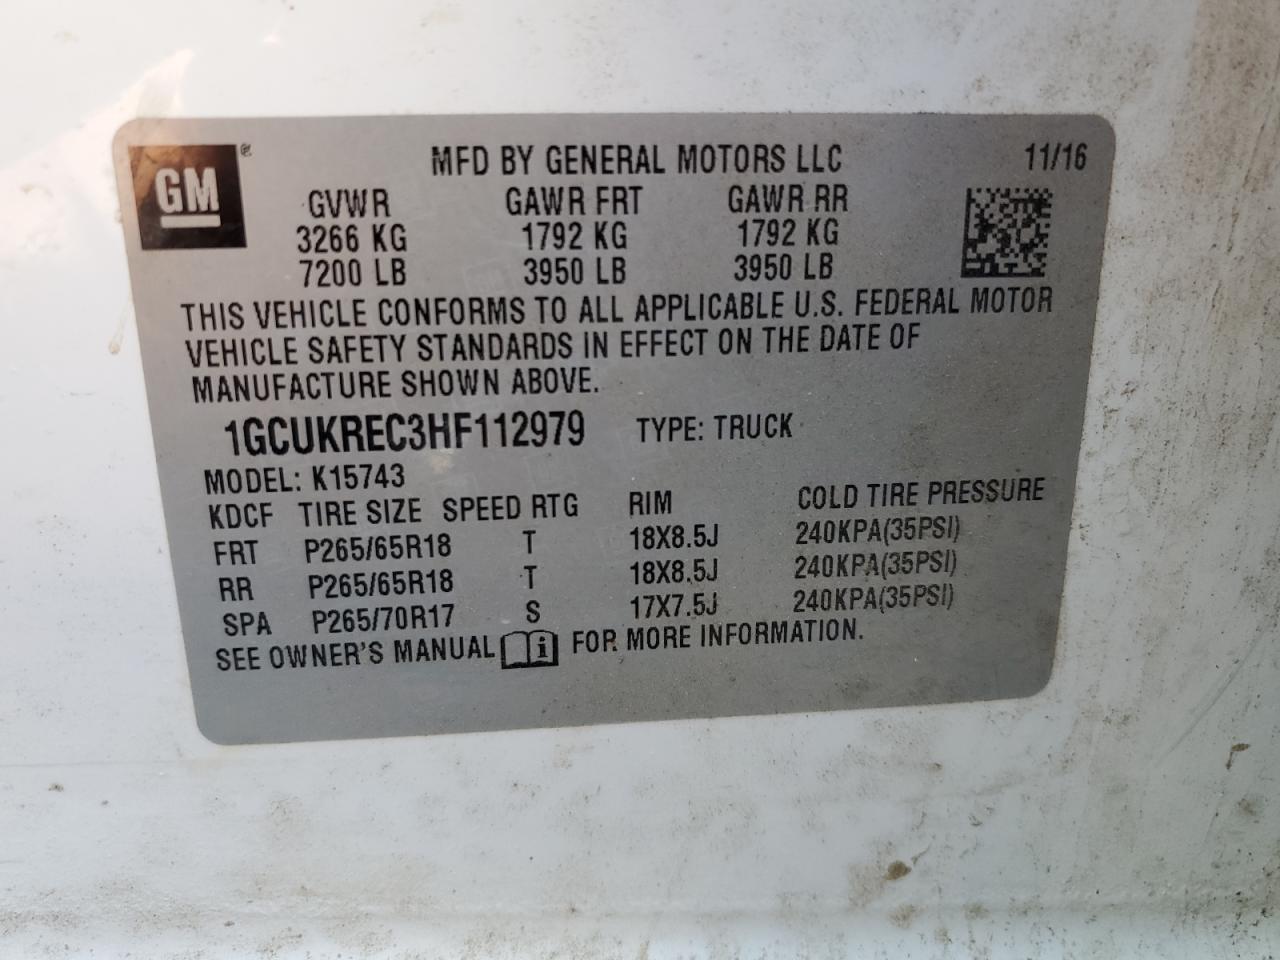 GM®
MFD BY GENERAL MOTORS LLC 11/16
GVWR GAWR FRT GAWR RR
3266 KG 1792 KG 1792 KG
7200 LB 3950 LB 3950 LB
THIS VEHICLE CONFORMS TO ALL APPLICABLE U.S. FEDERAL MOTOR
VEHICLE SAFETY STANDARDS IN EFFECT ON THE DATE OF
MANUFACTURE SHOWN ABOVE.
1GCUKREC3HF112979 TYPE: TRUCK
MODEL: K15743
KDCF TIRE SIZE SPEED RTG RIM COLD TIRE PRESSURE
FRT P265/65R18 T 18X8.5J 240KPA(35PSI)
RR P265/65R18 T 18X8.5J 240KPA(35PSI)
SPA P265/70R17 S 17X7.5J 240KPA(35PSI)
SEE OWNER'S MANUAL i FOR MORE INFORMATION.